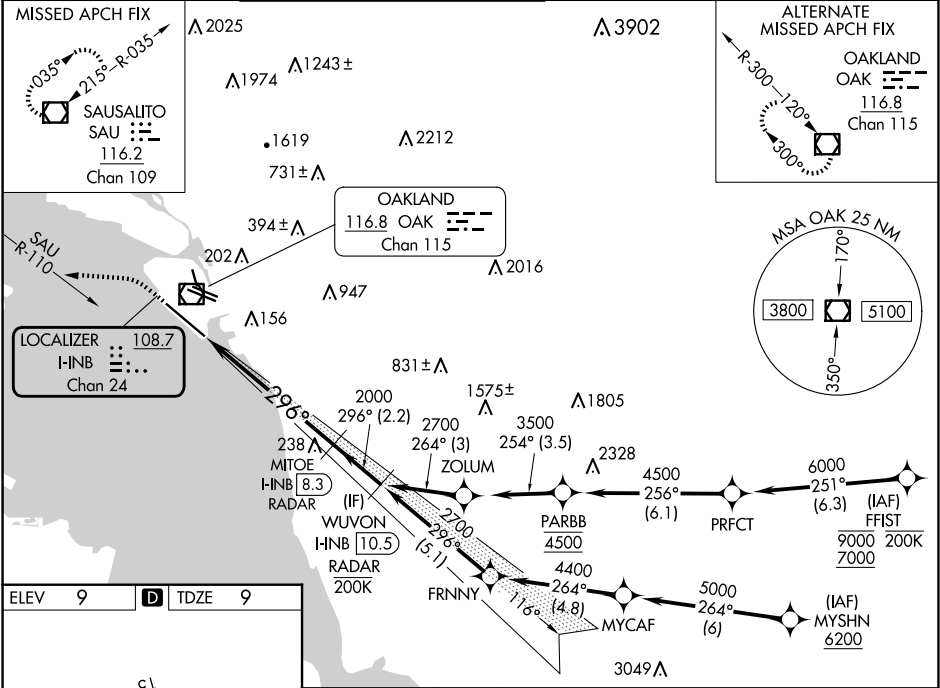 MISSED APCH FIX
035°
215°
R-035
SAUSALITO
SAU
116.2
Chan 109
2025
1974
1243±
3902
1619
2212
731±
ALTERNATE
MISSED APCH FIX
R-300
120°
300°
OAKLAND
OAK
116.8
Chan 115
OAKLAND
116.8 OAK
Chan 115
394±
202
2016
947
156
SAU
R-110
MSA OAK 25 NM
170°
3800
5100
350°
LOCALIZER 108.7
I-INB
Chan 24
831±
1575±
1805
296°
2000
296° (2.2)
2700
264° (3)
3500
254° (3.5)
2328
238
MITOE
I-INB 8.3
RADAR
ZOLUM
4500
256°
(6.1)
6000
251°
(6.3)
(IAF)
FFIST
9000 200K
7000
PARBB
4500
PRFCT
(IF)
WUVON
I-INB 10.5
RADAR
200K
2700
296°
(5.1)
FRNNY
116°
4400
264°
(4.8)
MYCAF
5000
264°
(6)
(IAF)
MYSHN
6200
3049
ELEV 9 D TDZE 9